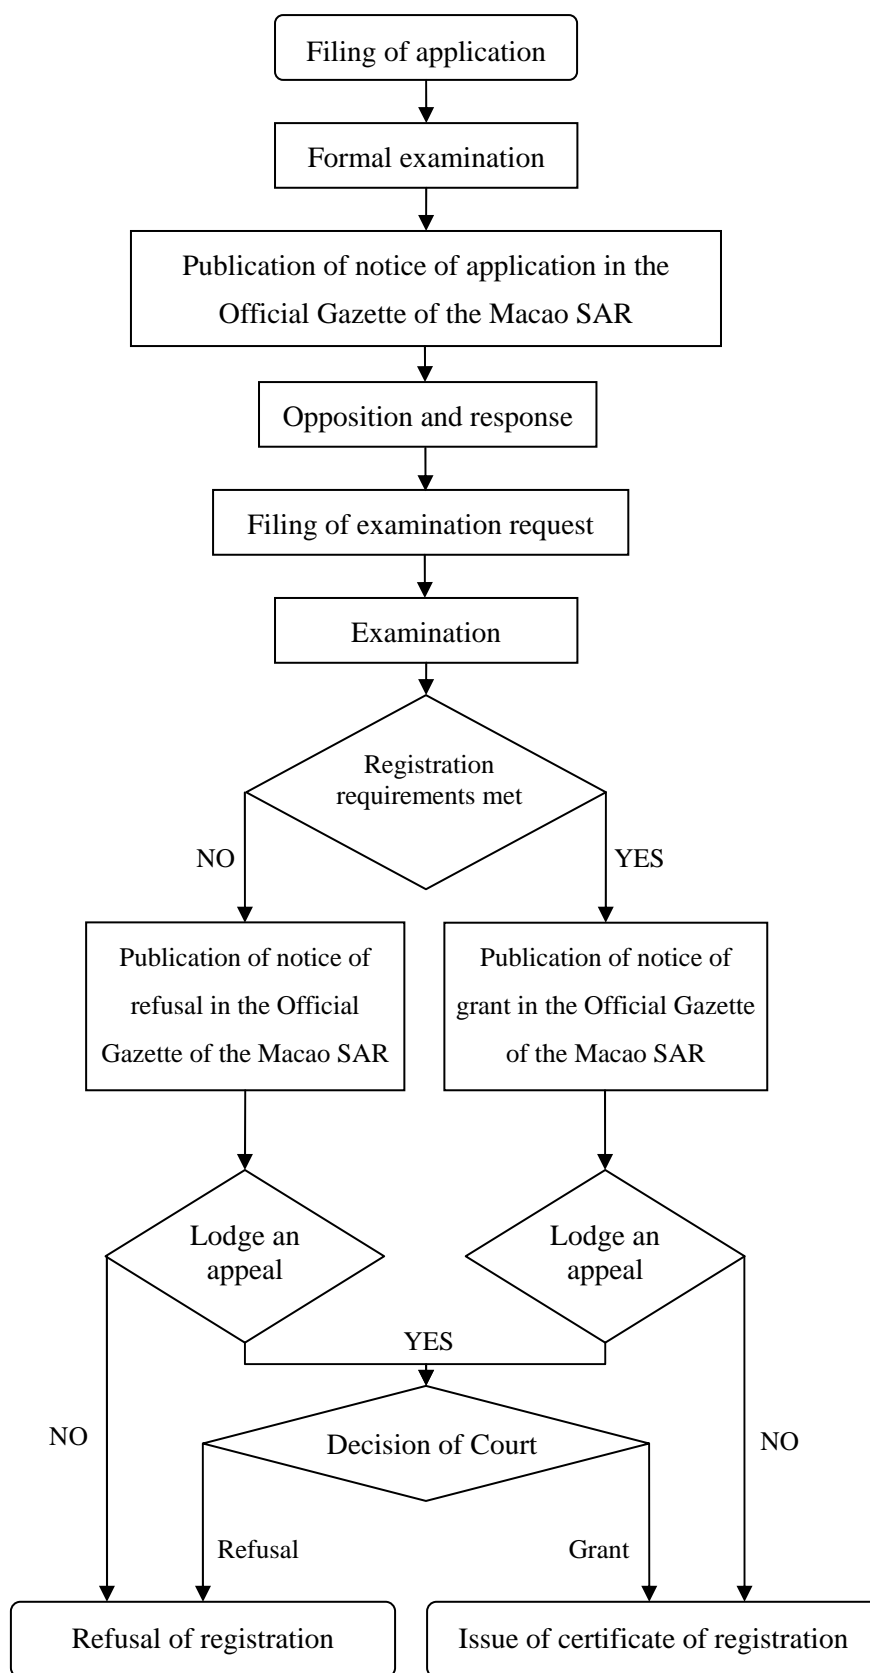 Filing of application
Formal examination
Publication of notice of application in the
Official Gazette of the Macao SAR
Opposition and response
Filing of examination request
Examination
Registration
requirements met
NO
YES
Publication of notice of
refusal in the Official
Gazette of the Macao SAR
Publication of notice of
grant in the Official Gazette
of the Macao SAR
Lodge an
appeal
Lodge an
appeal
YES
NO
Decision of Court
NO
Refusal
Grant
Refusal of registration
Issue of certificate of registration